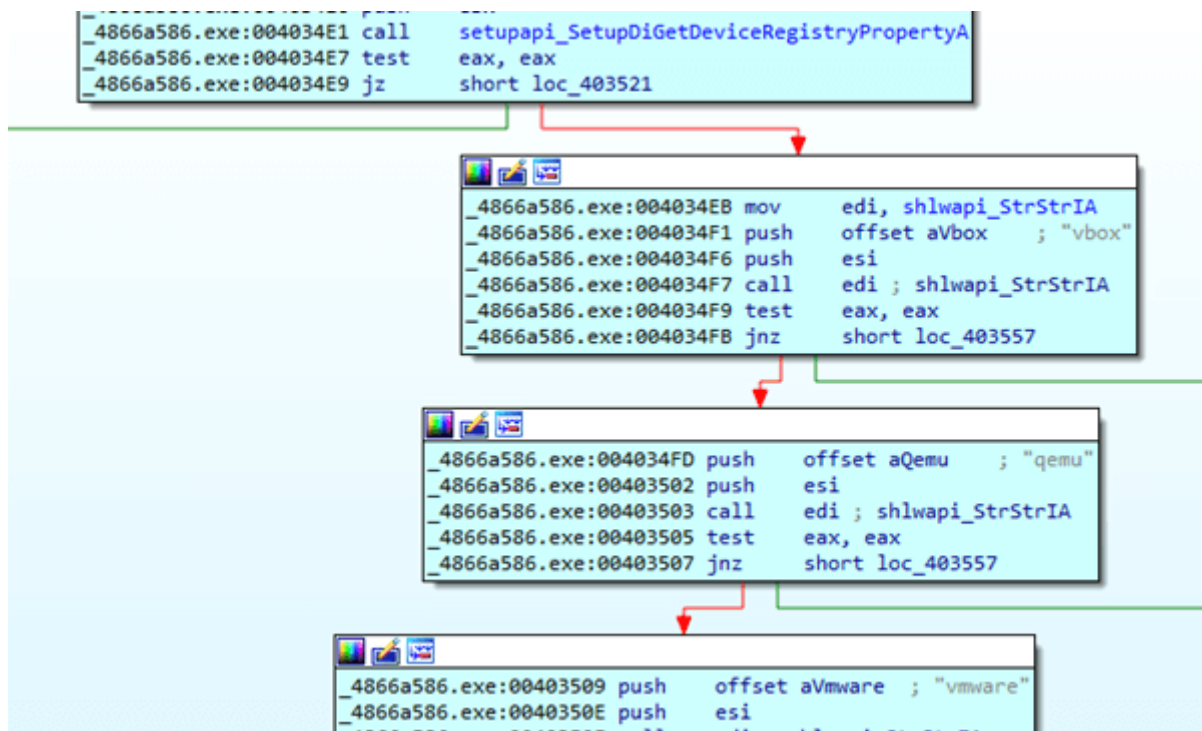 _4866a586.exe:004034E1 call setupapi_SetupDiGetDeviceRegistryPropertyA
_4866a586.exe:004034E7 test eax, eax
_4866a586.exe:004034E9 jz short loc_403521
_4866a586.exe:004034EB mov edi, shlwapi_StrStrIA
_4866a586.exe:004034F1 push offset aVbox ; "vbox"
_4866a586.exe:004034F6 push esi
_4866a586.exe:004034F7 call edi ; shlwapi_StrStrIA
_4866a586.exe:004034F9 test eax, eax
_4866a586.exe:004034FB jnz short loc_403557
_4866a586.exe:004034FD push offset aQemu ; "qemu"
_4866a586.exe:00403502 push esi
_4866a586.exe:00403503 call edi ; shlwapi_StrStrIA
_4866a586.exe:00403505 test eax, eax
_4866a586.exe:00403507 jnz short loc_403557
_4866a586.exe:00403509 push offset aVmware ; "vmware"
_4866a586.exe:0040350E push esi